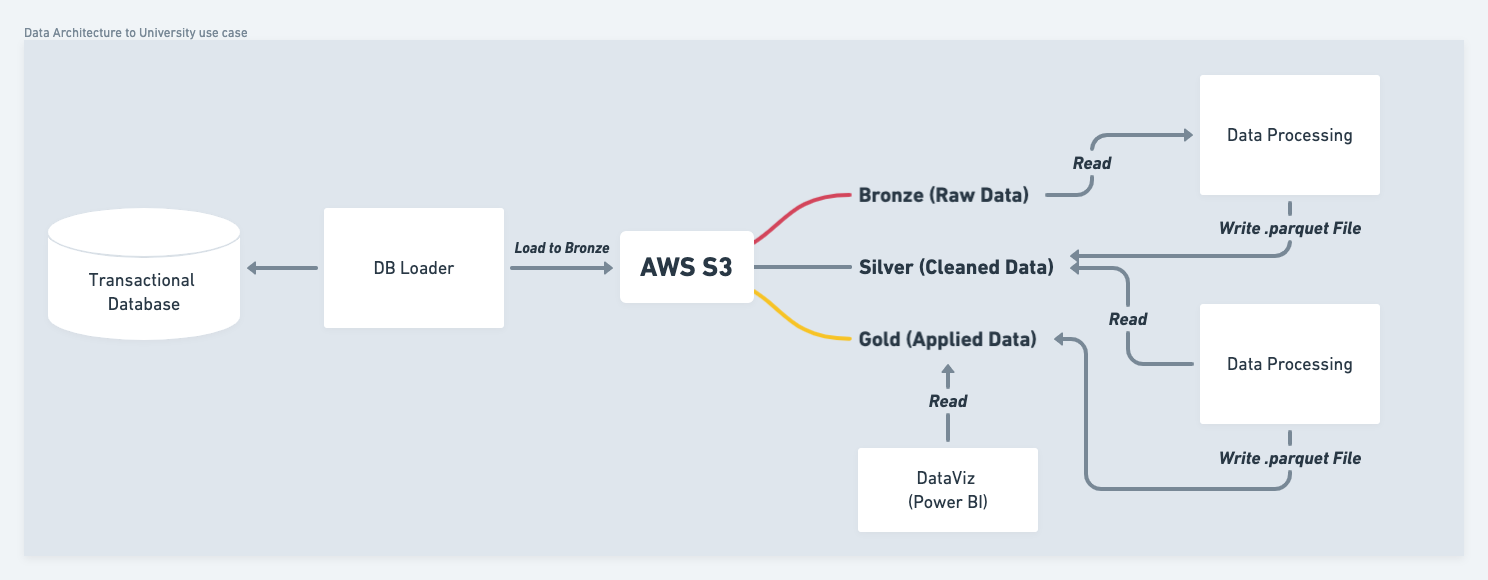 Data Architecture to University use case
Data Processing
Read
Bronze (Raw Data)
Write .parquet File
Transactional
Database
DB Loader
Load to Bronze
AWS S3
Silver (Cleaned Data)
Read
Gold (Applied Data)
Data Processing
Read
Write .parquet File
DataViz
(Power BI)